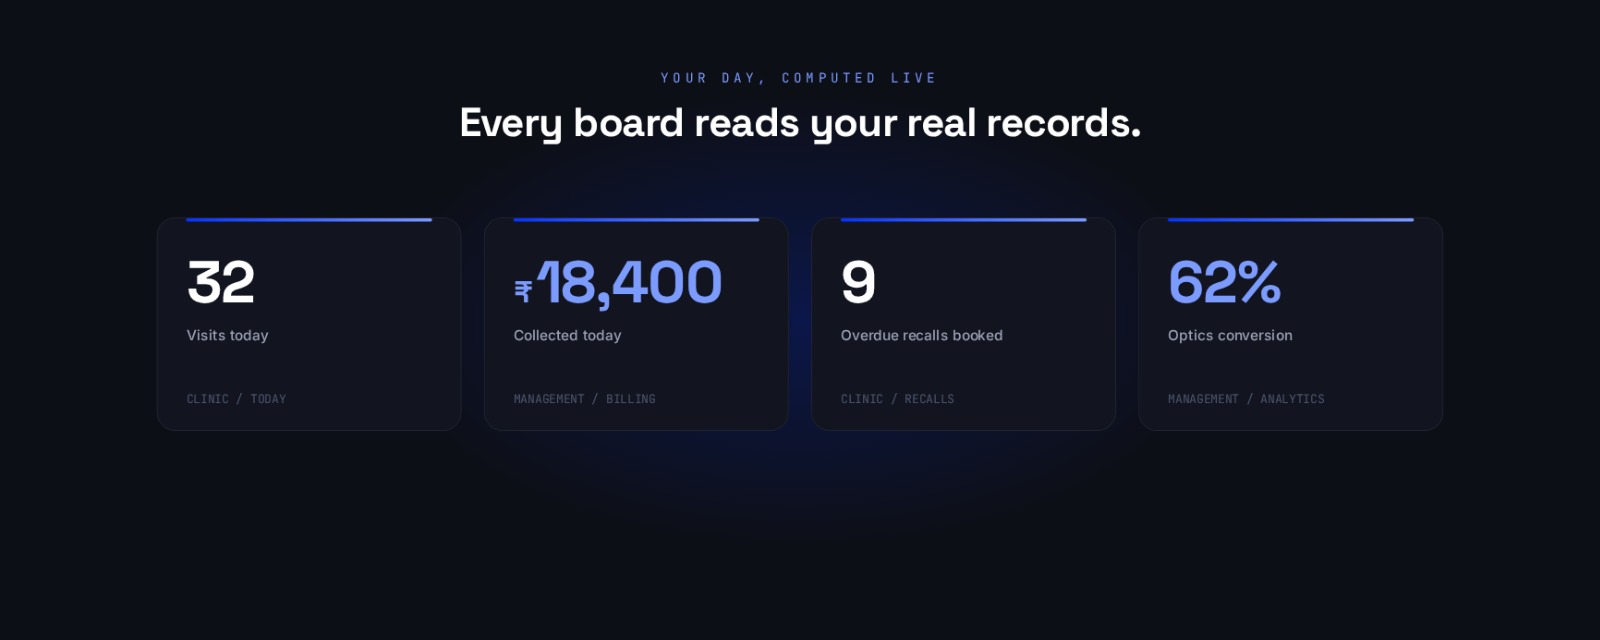 YOUR DAY, COMPUTED LIVE
Every board reads your real records.
32
Visits today
CLINIC / TODAY
₹18,400
Collected today
MANAGEMENT / BILLING
9
Overdue recalls booked
CLINIC / RECALLS
62%
Optics conversion
MANAGEMENT / ANALYTICS